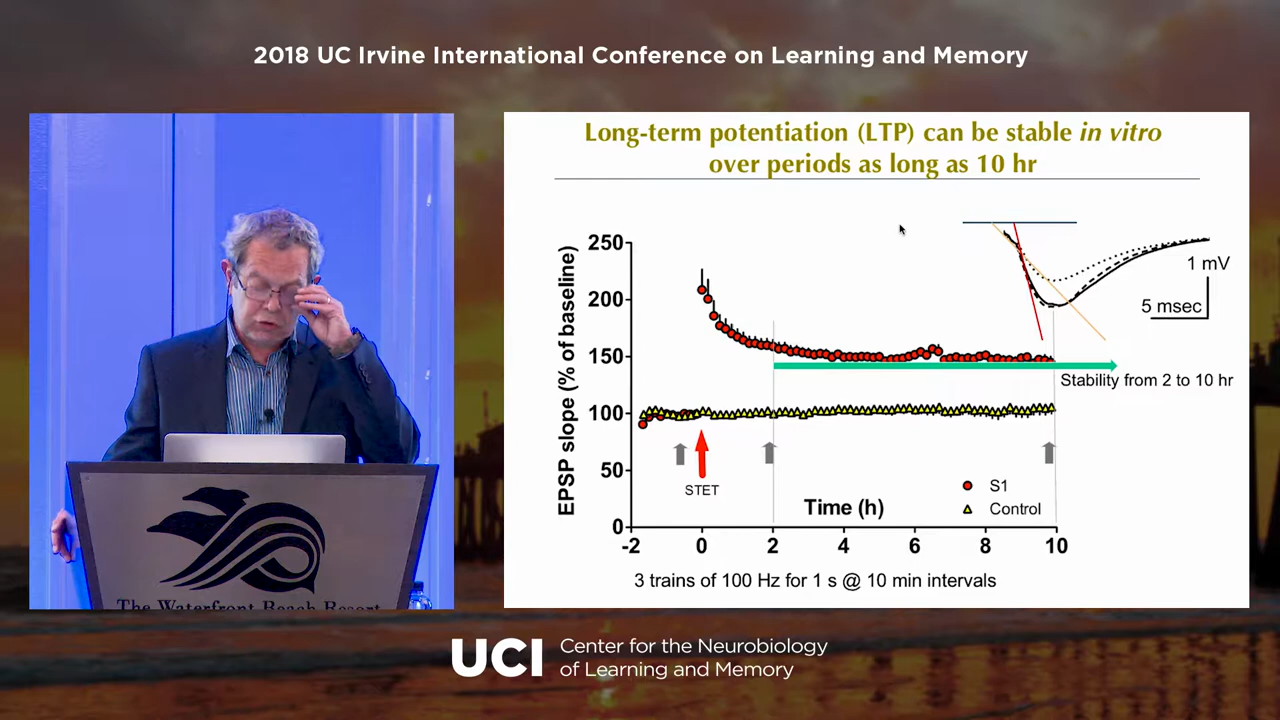 2018 UC Irvine International Conference on Learning and Memory
Long-term potentiation (LTP) can be stable in vitro
over periods as long as 10 hr
EPSP slope (% of baseline)
250
200
150
100
50
0
1 mV
5 msec
Stability from 2 to 10 hr
STET
S1
Control
Time (h)
-2 0 2 4 6 8 10
3 trains of 100 Hz for 1 s @ 10 min intervals
The Waterfront Beach Resort
UCI
Center for the Neurobiology
of Learning and Memory